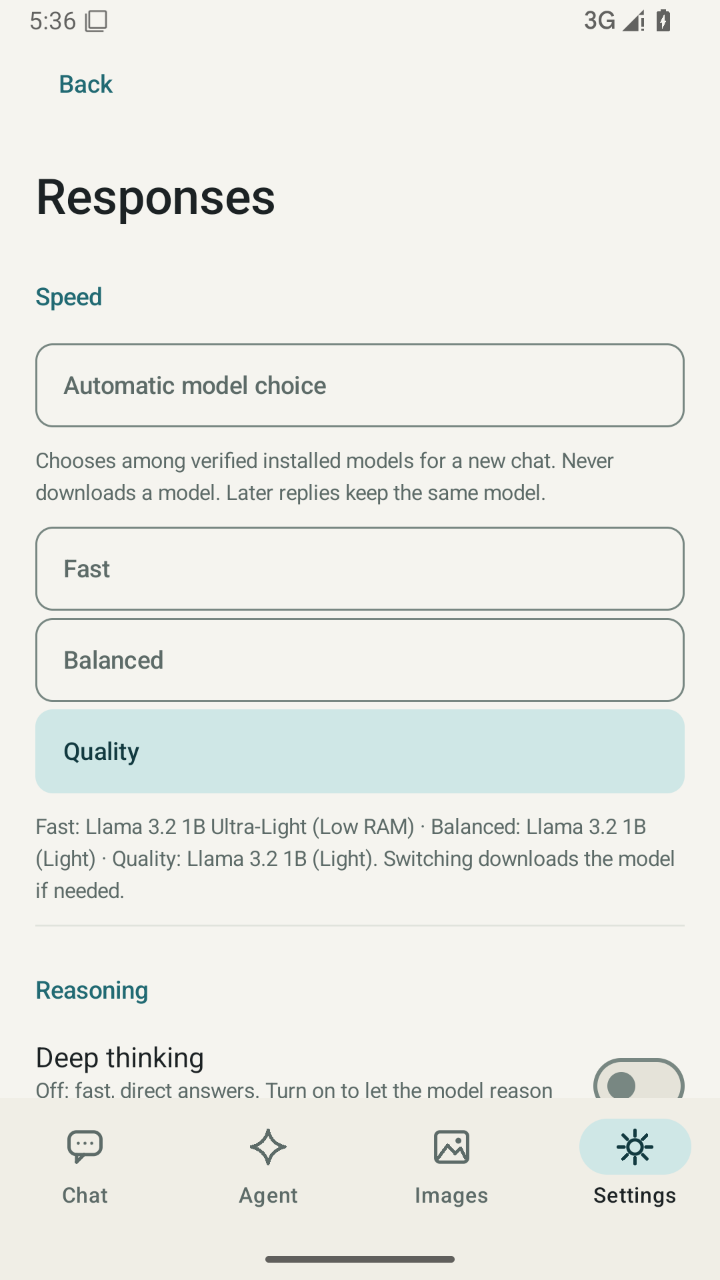 5:36
3G
Back
Responses
Speed
Automatic model choice
Chooses among verified installed models for a new chat. Never
downloads a model. Later replies keep the same model.
Fast
Balanced
Quality
Fast: Llama 3.2 1B Ultra-Light (Low RAM) · Balanced: Llama 3.2 1B
(Light) · Quality: Llama 3.2 1B (Light). Switching downloads the model
if needed.
Reasoning
Deep thinking
Off: fast, direct answers. Turn on to let the model reason
Chat
Agent
Images
Settings